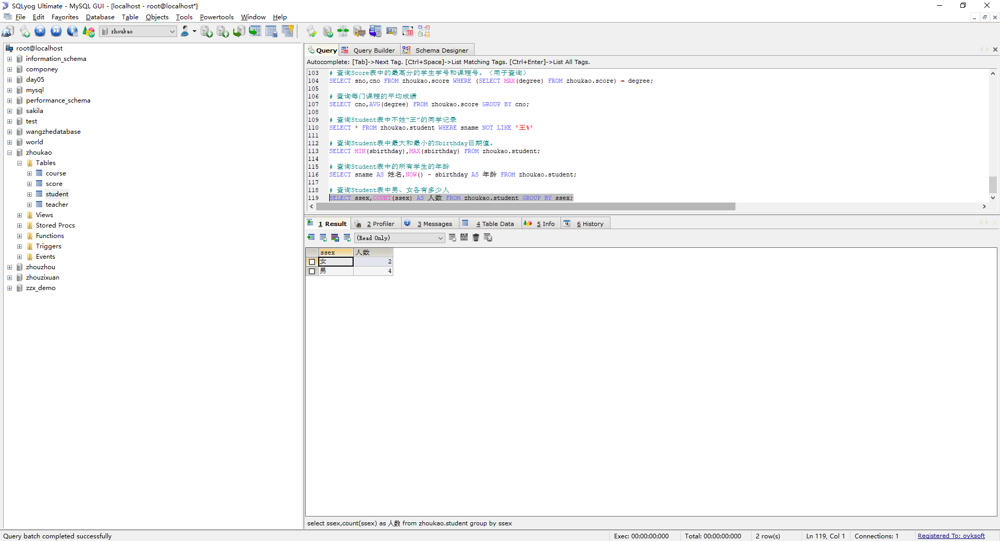 SQLyog Ultimate - MySQL GUI - [localhost - root@localhost*]
File Edit Favorites Database Table Objects Tools Powertools Window Help
zhoukao
root@localhost
information_schema
componey
day05
mysql
performance_schema
sakila
test
wangzhedatabase
world
zhoukao
Tables
course
score
student
teacher
Views
Stored Procs
Functions
Triggers
Events
zhouzhou
zhouzixuan
zzx_demo
Query Query Builder Schema Designer
Autocomplete: [Tab]->Next Tag. [Ctrl+Space]->List Matching Tags. [Ctrl+Enter]->List All Tags.
103 # 查询Score表中的最高分的学生学号和课程号。（用子查询）
104 SELECT sno,cno FROM zhoukao.score WHERE (SELECT MAX(degree) FROM zhoukao.score) = degree;
105
106 # 查询每门课程的平均成绩
107 SELECT cno,AVG(degree) FROM zhoukao.score GROUP BY cno;
108
109 # 查询Student表中不姓“王”的同学记录
110 SELECT * FROM zhoukao.student WHERE sname NOT LIKE '王%'
111
112 # 查询Student表中最大和最小的Sbirthday日期值。
113 SELECT MIN(sbirthday),MAX(sbirthday) FROM zhoukao.student;
114
115 # 查询Student表中的所有学生的年龄
116 SELECT sname AS 姓名,NOW() - sbirthday AS 年龄 FROM zhoukao.student;
117
118 # 查询Student表中男、女各有多少人
119 SELECT ssex,COUNT(ssex) AS 人数 FROM zhoukao.student GROUP BY ssex;
1 Result 2 Profiler 3 Messages 4 Table Data 5 Info 6 History
(Read Only)
ssex 人数
女 2
男 4
select ssex,count(ssex) as 人数 from zhoukao.student group by ssex
Query batch completed successfully Exec: 00:00:00:000 Total: 00:00:00:000 2 row(s) Ln 119, Col 1 Connections: 1 Registered To: ovksoft